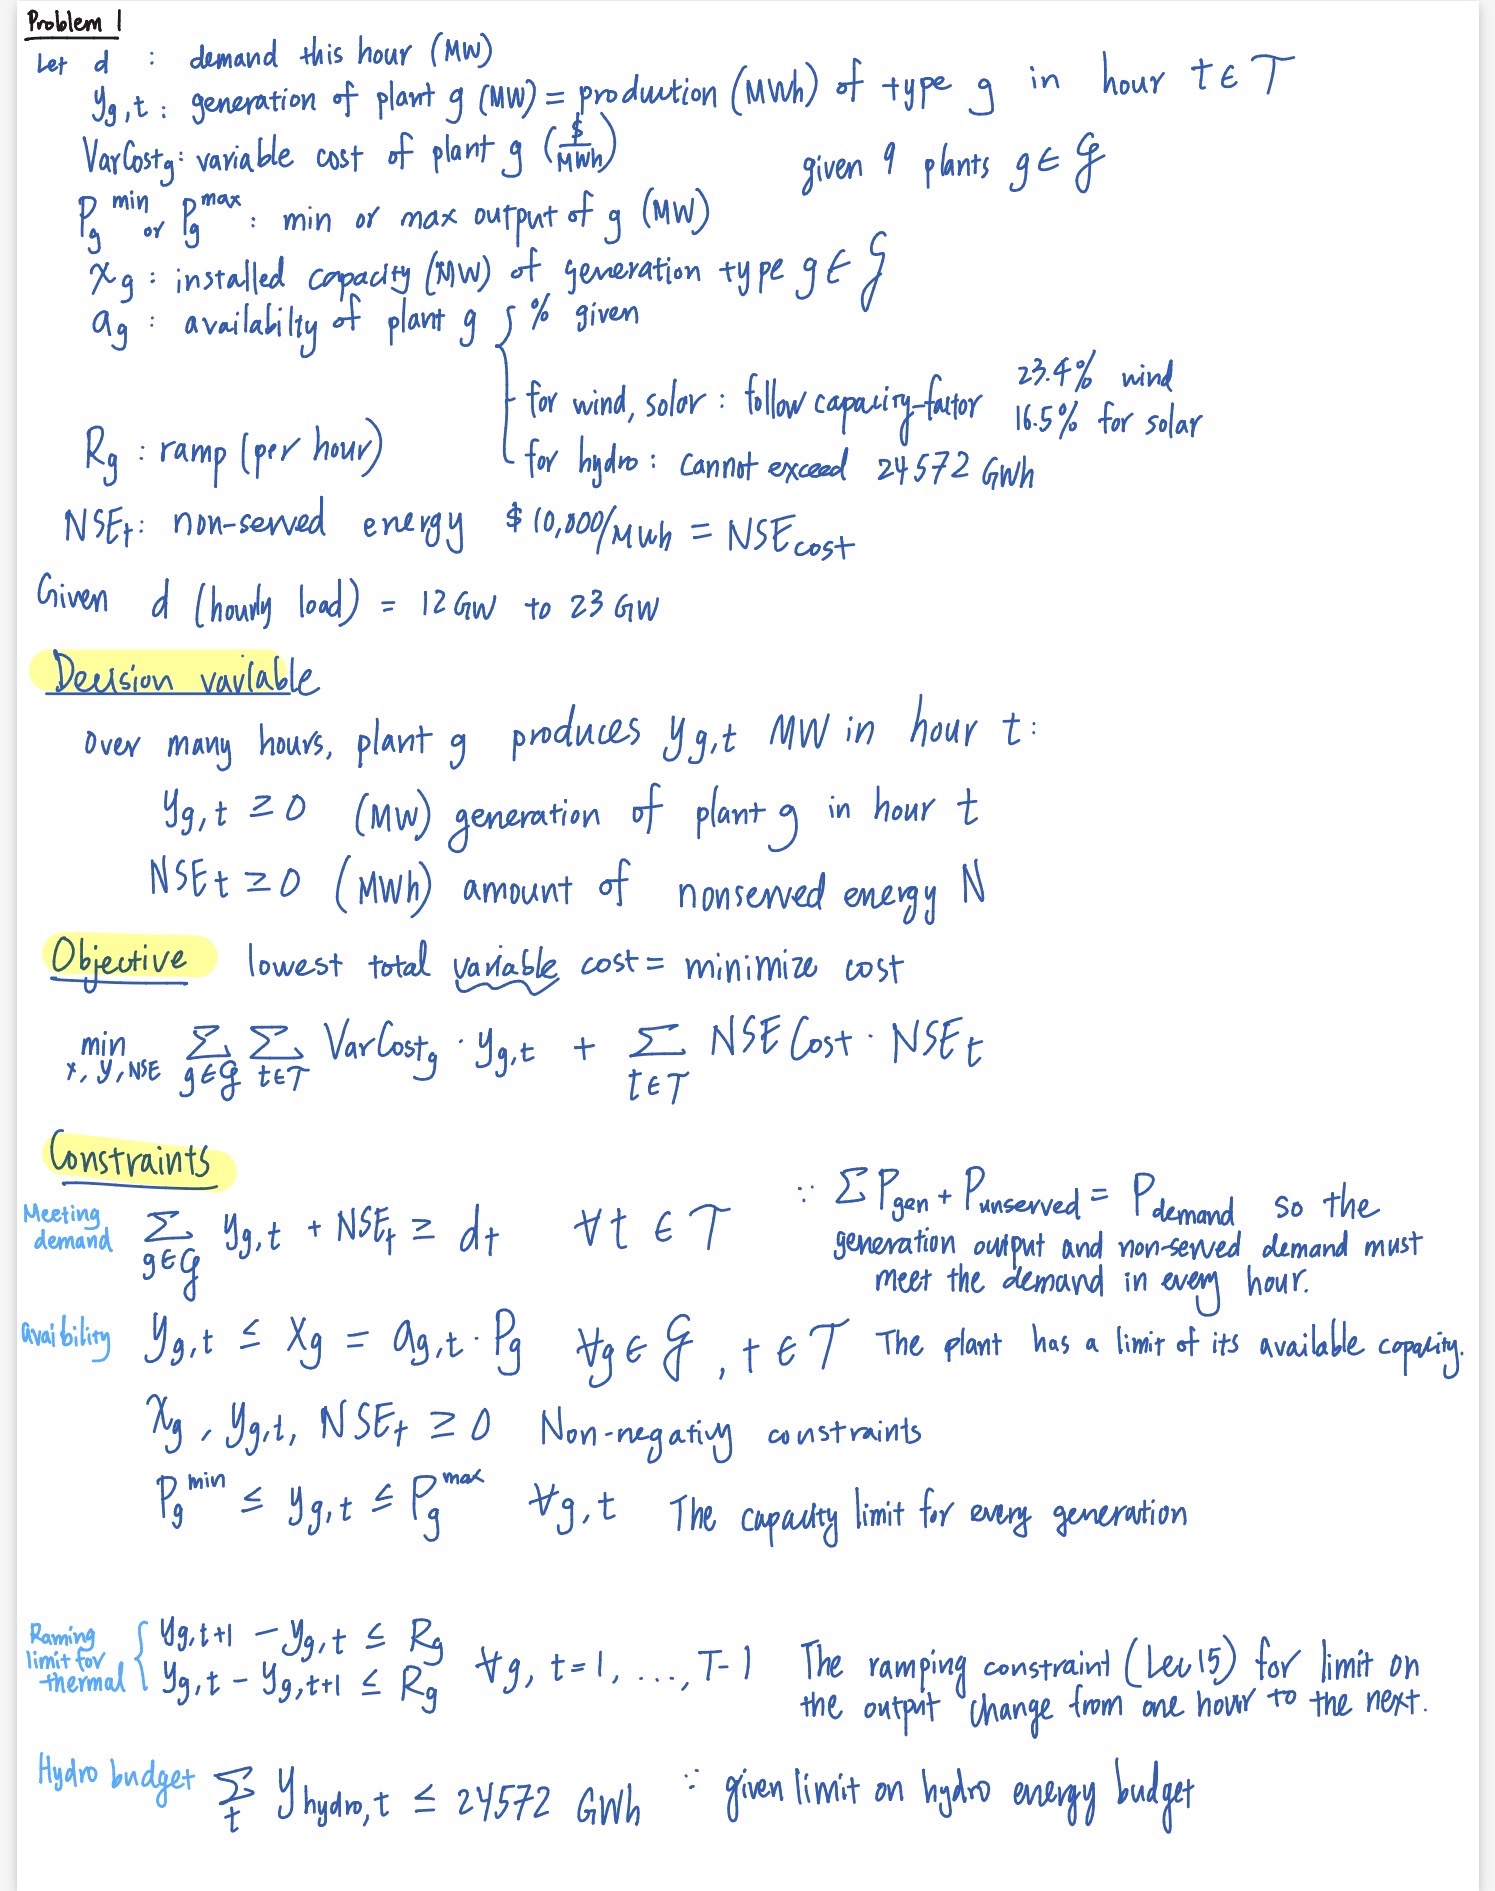 Problem 1
Let d : demand this hour (MW)
y_{g,t} : generation of plant g (MW) = production (MWh) of type g in hour t ∈ T
VarCost_g : variable cost of plant g ($/MWh) given 9 plants g ∈ G
P_g^{min} or P_g^{max} : min or max output of g (MW)
x_g : installed capacity (MW) of generation type g ∈ G
a_g : availabilty of plant g { % given
for wind, solar : follow capacity-factor 23.4% wind
16.5% for solar
for hydro : cannot exceed 24572 GWh
R_g : ramp (per hour)
NSE_t : non-served energy $10,000/MWh = NSE_cost
Given d (hourly load) = 12 GW to 23 GW
Decision variable
over many hours, plant g produces y_{g,t} MW in hour t :
y_{g,t} ≥ 0 (MW) generation of plant g in hour t
NSE_t ≥ 0 (MWh) amount of nonserved energy N
Objective lowest total variable cost = minimize cost
min_{x, y, NSE} Σ_{g∈G} Σ_{t∈T} VarCost_g · y_{g,t} + Σ_{t∈T} NSECost · NSE_t
Constraints
Meeting demand Σ_{g∈G} y_{g,t} + NSE_t ≥ d_t ∀t ∈ T ∵ ΣP_gen + P_unserved = P_demand so the
generation output and non-served demand must
meet the demand in every hour.
avaibility y_{g,t} ≤ x_g = a_{g,t} · P_g ∀g ∈ G, t ∈ T The plant has a limit of its available capacity.
x_g, y_{g,t}, NSE_t ≥ 0 Non-negativy constraints
P_g^{min} ≤ y_{g,t} ≤ P_g^{max} ∀g, t The capacity limit for every generation
Raming limit for thermal { y_{g,t+1} − y_{g,t} ≤ R_g
y_{g,t} − y_{g,t+1} ≤ R_g ∀g, t=1, ..., T-1 The ramping constraint (Lec 15) for limit on
the output change from one hour to the next.
Hydro budget Σ_t y_{hydro,t} ≤ 24572 GWh ∵ given limit on hydro energy budget